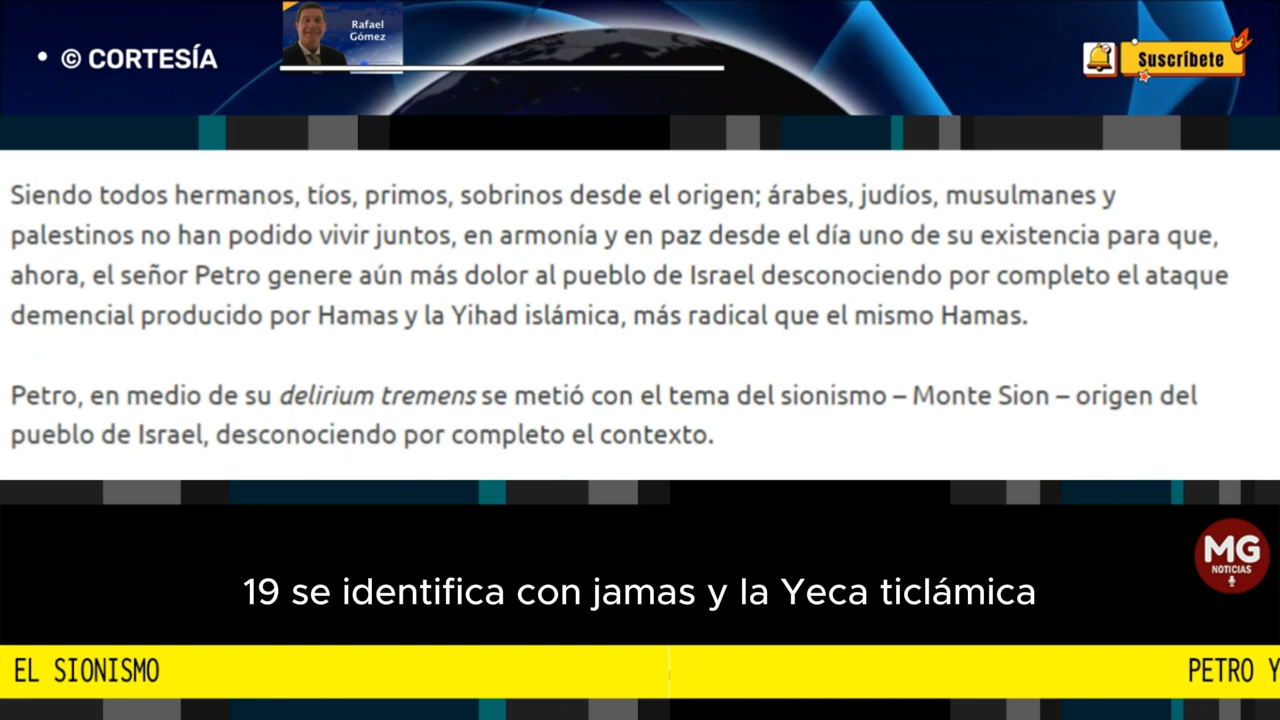 • © CORTESÍA
Rafael
Gómez
Suscríbete
Siendo todos hermanos, tíos, primos, sobrinos desde el origen; árabes, judíos, musulmanes y
palestinos no han podido vivir juntos, en armonía y en paz desde el día uno de su existencia para que,
ahora, el señor Petro genere aún más dolor al pueblo de Israel desconociendo por completo el ataque
demencial producido por Hamas y la Yihad islámica, más radical que el mismo Hamas.
Petro, en medio de su delirium tremens se metió con el tema del sionismo – Monte Sion – origen del
pueblo de Israel, desconociendo por completo el contexto.
MG
NOTICIAS
19 se identifica con jamas y la Yeca ticlámica
EL SIONISMO
PETRO Y